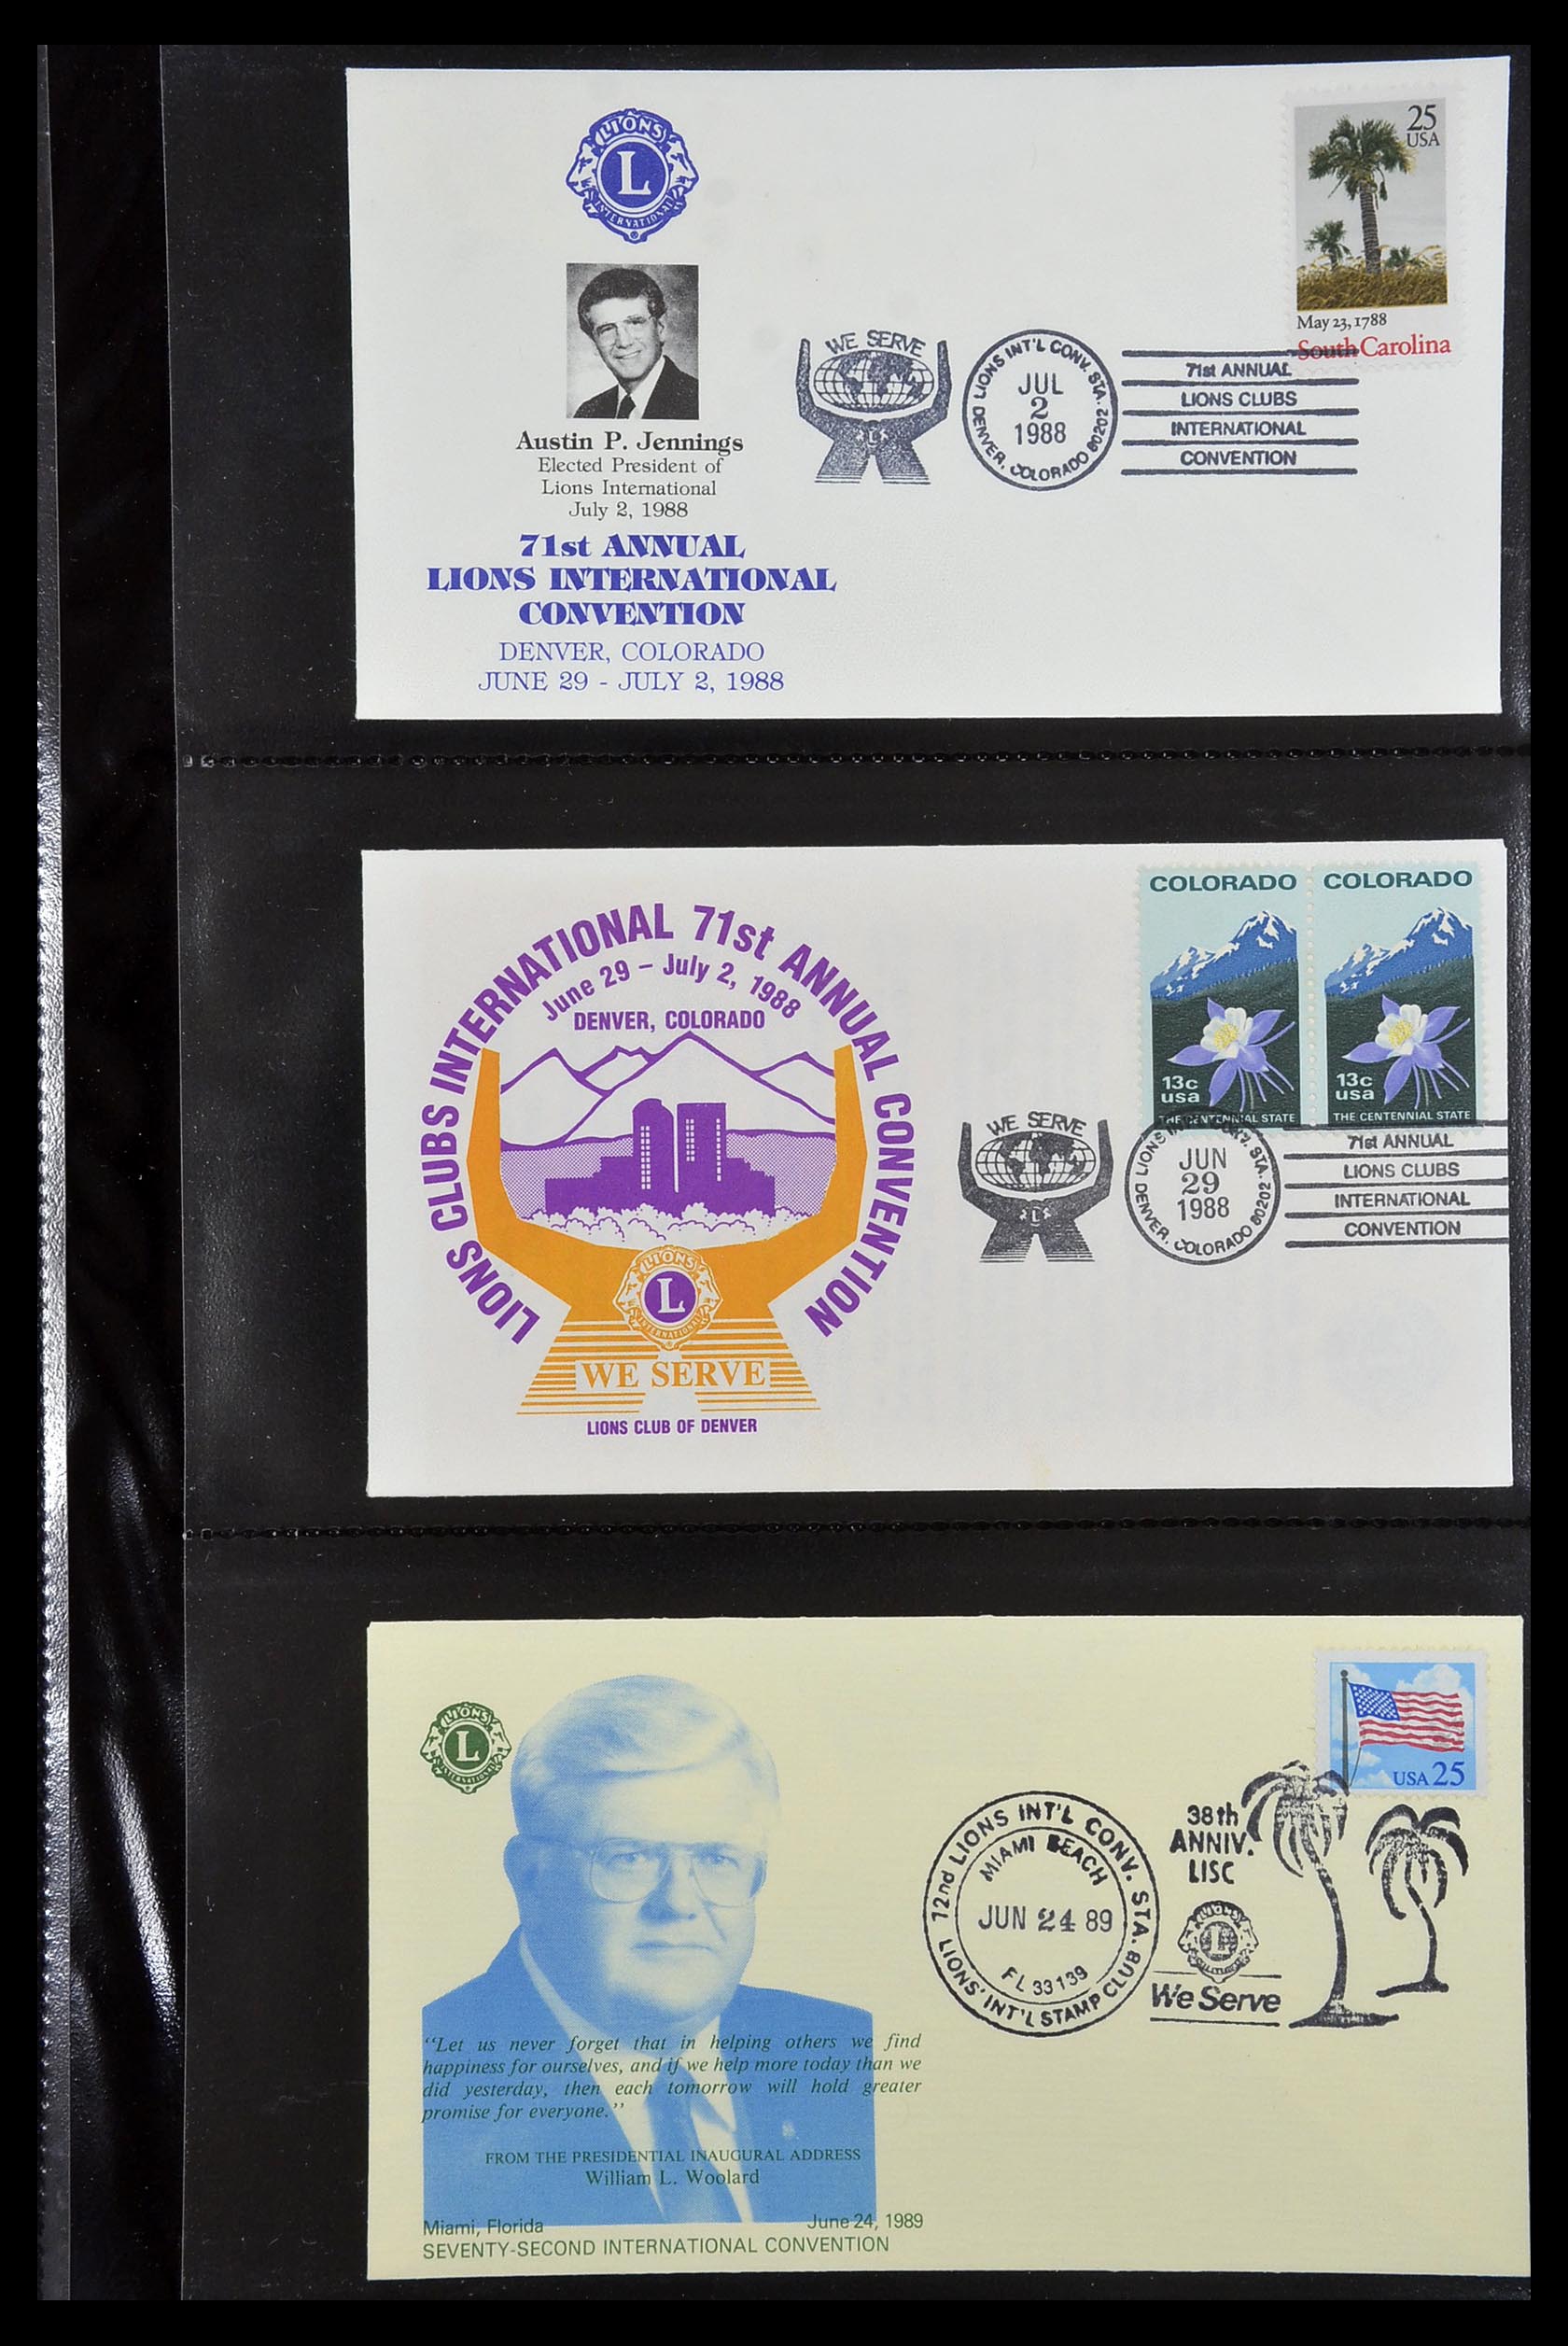 LIONS
L
INTERNATIONAL
Austin P. Jennings
Elected President of
Lions International
July 2, 1988
71st ANNUAL
LIONS INTERNATIONAL
CONVENTION
DENVER, COLORADO
JUNE 29 - JULY 2, 1988
WE SERVE
L
LIONS INT'L CONV. STA.
JUL
2
1988
DENVER, COLORADO 80202
71st ANNUAL
LIONS CLUBS
INTERNATIONAL
CONVENTION
25
USA
May 23, 1788
South Carolina
LIONS CLUBS INTERNATIONAL 71st ANNUAL CONVENTION
June 29 – July 2, 1988
DENVER, COLORADO
LIONS
L
INTERNATIONAL
WE SERVE
LIONS CLUB OF DENVER
COLORADO
13c
usa
THE CENTENNIAL STATE
COLORADO
13c
usa
THE CENTENNIAL STATE
WE SERVE
L
LIONS STA.
JUN
29
1988
DENVER, COLORADO 80202
71st ANNUAL
LIONS CLUBS
INTERNATIONAL
CONVENTION
LIONS
L
INTERNATIONAL
"Let us never forget that in helping others we find
happiness for ourselves, and if we help more today than we
did yesterday, then each tomorrow will hold greater
promise for everyone."
FROM THE PRESIDENTIAL INAUGURAL ADDRESS
William L. Woolard
Miami, Florida June 24, 1989
SEVENTY-SECOND INTERNATIONAL CONVENTION
USA 25
72nd LIONS INT'L CONV. STA.
MIAMI BEACH
JUN 24 89
FL 33139
LIONS' INT'L STAMP CLUB
38th
ANNIV.
LISC
LIONS
L
We Serve